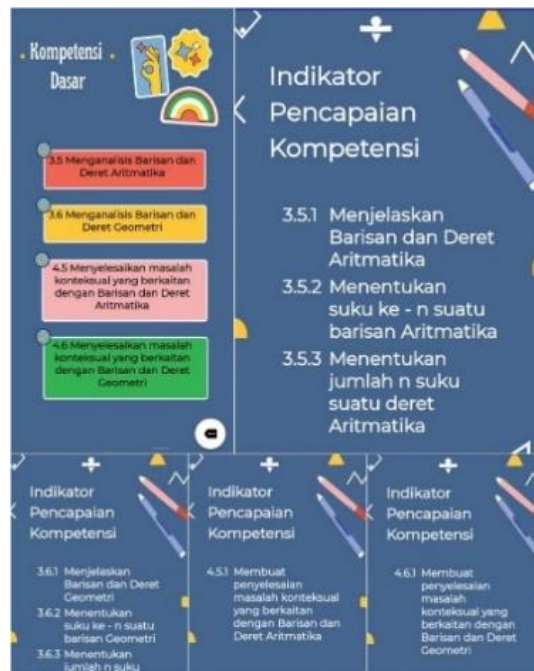 Kompetensi
Dasar
3.5 Menganalisis Barisan dan
Deret Aritmatika
3.6 Menganalisis Barisan dan
Deret Geometri
4.5 Menyelesaikan masalah
konteksual yang berkaitan
dengan Barisan dan Deret
Aritmatika
4.6 Menyelesaikan masalah
konteksual yang berkaitan
dengan Barisan dan Deret
Geometri
Indikator
Pencapaian
Kompetensi
3.5.1 Menjelaskan
Barisan dan Deret
Aritmatika
3.5.2 Menentukan
suku ke - n suatu
barisan Aritmatika
3.5.3 Menentukan
jumlah n suku
suatu deret
Aritmatika
Indikator
Pencapaian
Kompetensi
3.6.1 Menjelaskan
Barisan dan Deret
Geometri
3.6.2 Menentukan
suku ke - n suatu
barisan Geometri
3.6.3 Menentukan
jumlah n suku
Indikator
Pencapaian
Kompetensi
4.5.1 Membuat
penyelesaian
masalah konteksual
yang berkaitan
dengan Barisan dan
Deret Aritmatika
Indikator
Pencapaian
Kompetensi
4.6.1 Membuat
penyelesaian
masalah
konteksual yang
berkaitan dengan
Barisan dan Deret
Geometri